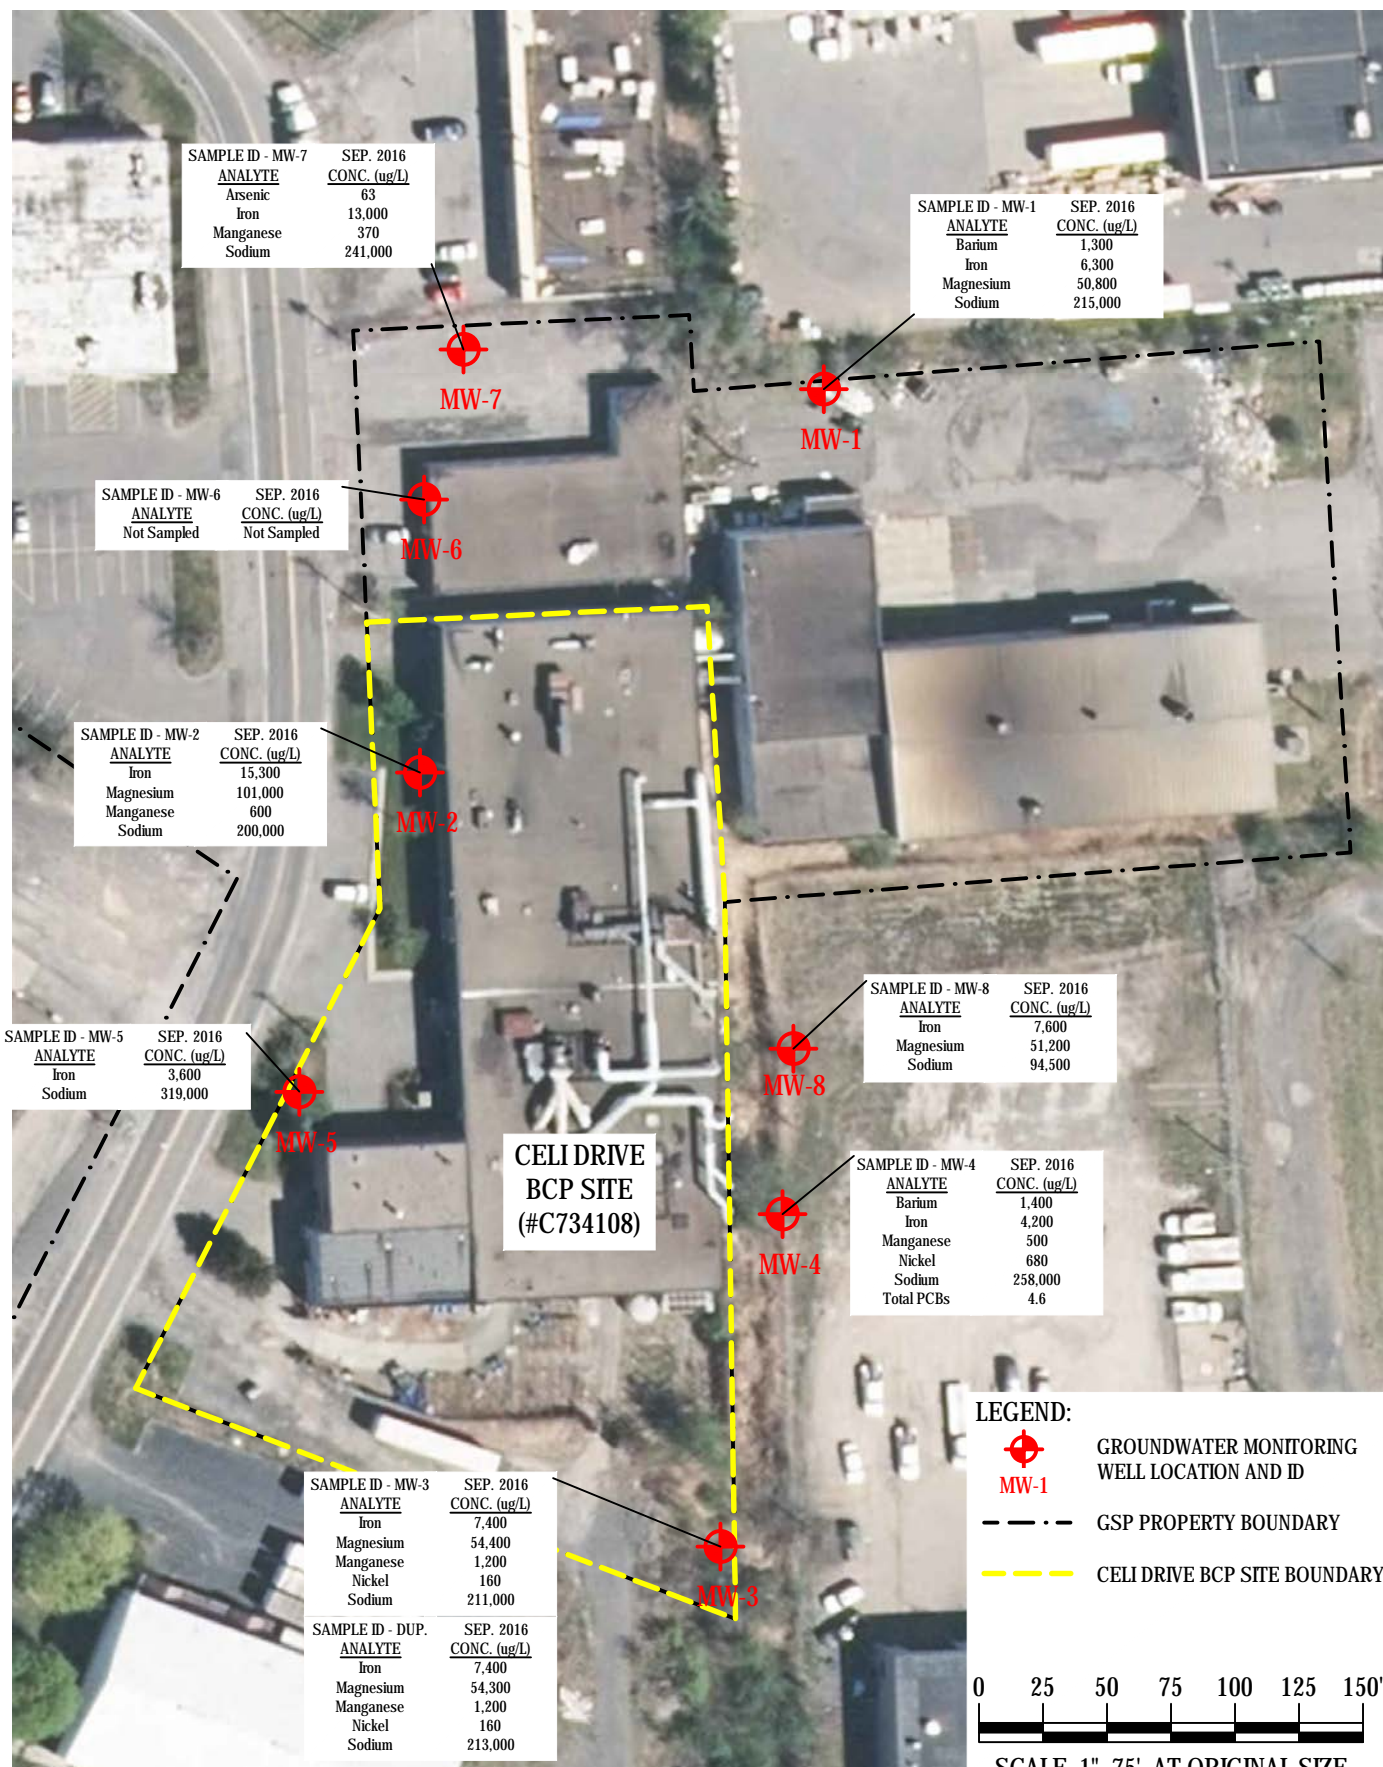 SAMPLE ID - MW-7 SEP. 2016
ANALYTE CONC. (ug/L)
Arsenic 63
Iron 13,000
Manganese 370
Sodium 241,000
SAMPLE ID - MW-1 SEP. 2016
ANALYTE CONC. (ug/L)
Barium 1,300
Iron 6,300
Magnesium 50,800
Sodium 215,000
MW-7
MW-1
SAMPLE ID - MW-6 SEP. 2016
ANALYTE CONC. (ug/L)
Not Sampled Not Sampled
MW-6
SAMPLE ID - MW-2 SEP. 2016
ANALYTE CONC. (ug/L)
Iron 15,300
Magnesium 101,000
Manganese 600
Sodium 200,000
MW-2
SAMPLE ID - MW-8 SEP. 2016
ANALYTE CONC. (ug/L)
Iron 7,600
Magnesium 51,200
Sodium 94,500
MW-8
SAMPLE ID - MW-5 SEP. 2016
ANALYTE CONC. (ug/L)
Iron 3,600
Sodium 319,000
MW-5
CELI DRIVE
BCP SITE
(#C734108)
SAMPLE ID - MW-4 SEP. 2016
ANALYTE CONC. (ug/L)
Barium 1,400
Iron 4,200
Manganese 500
Nickel 680
Sodium 258,000
Total PCBs 4.6
MW-4
SAMPLE ID - MW-3 SEP. 2016
ANALYTE CONC. (ug/L)
Iron 7,400
Magnesium 54,400
Manganese 1,200
Nickel 160
Sodium 211,000
MW-3
SAMPLE ID - DUP. SEP. 2016
ANALYTE CONC. (ug/L)
Iron 7,400
Magnesium 54,300
Manganese 1,200
Nickel 160
Sodium 213,000
LEGEND:
MW-1
GROUNDWATER MONITORING
WELL LOCATION AND ID
GSP PROPERTY BOUNDARY
CELI DRIVE BCP SITE BOUNDARY
0 25 50 75 100 125 150'
SCALE 1" 75' AT ORIGINAL SIZE